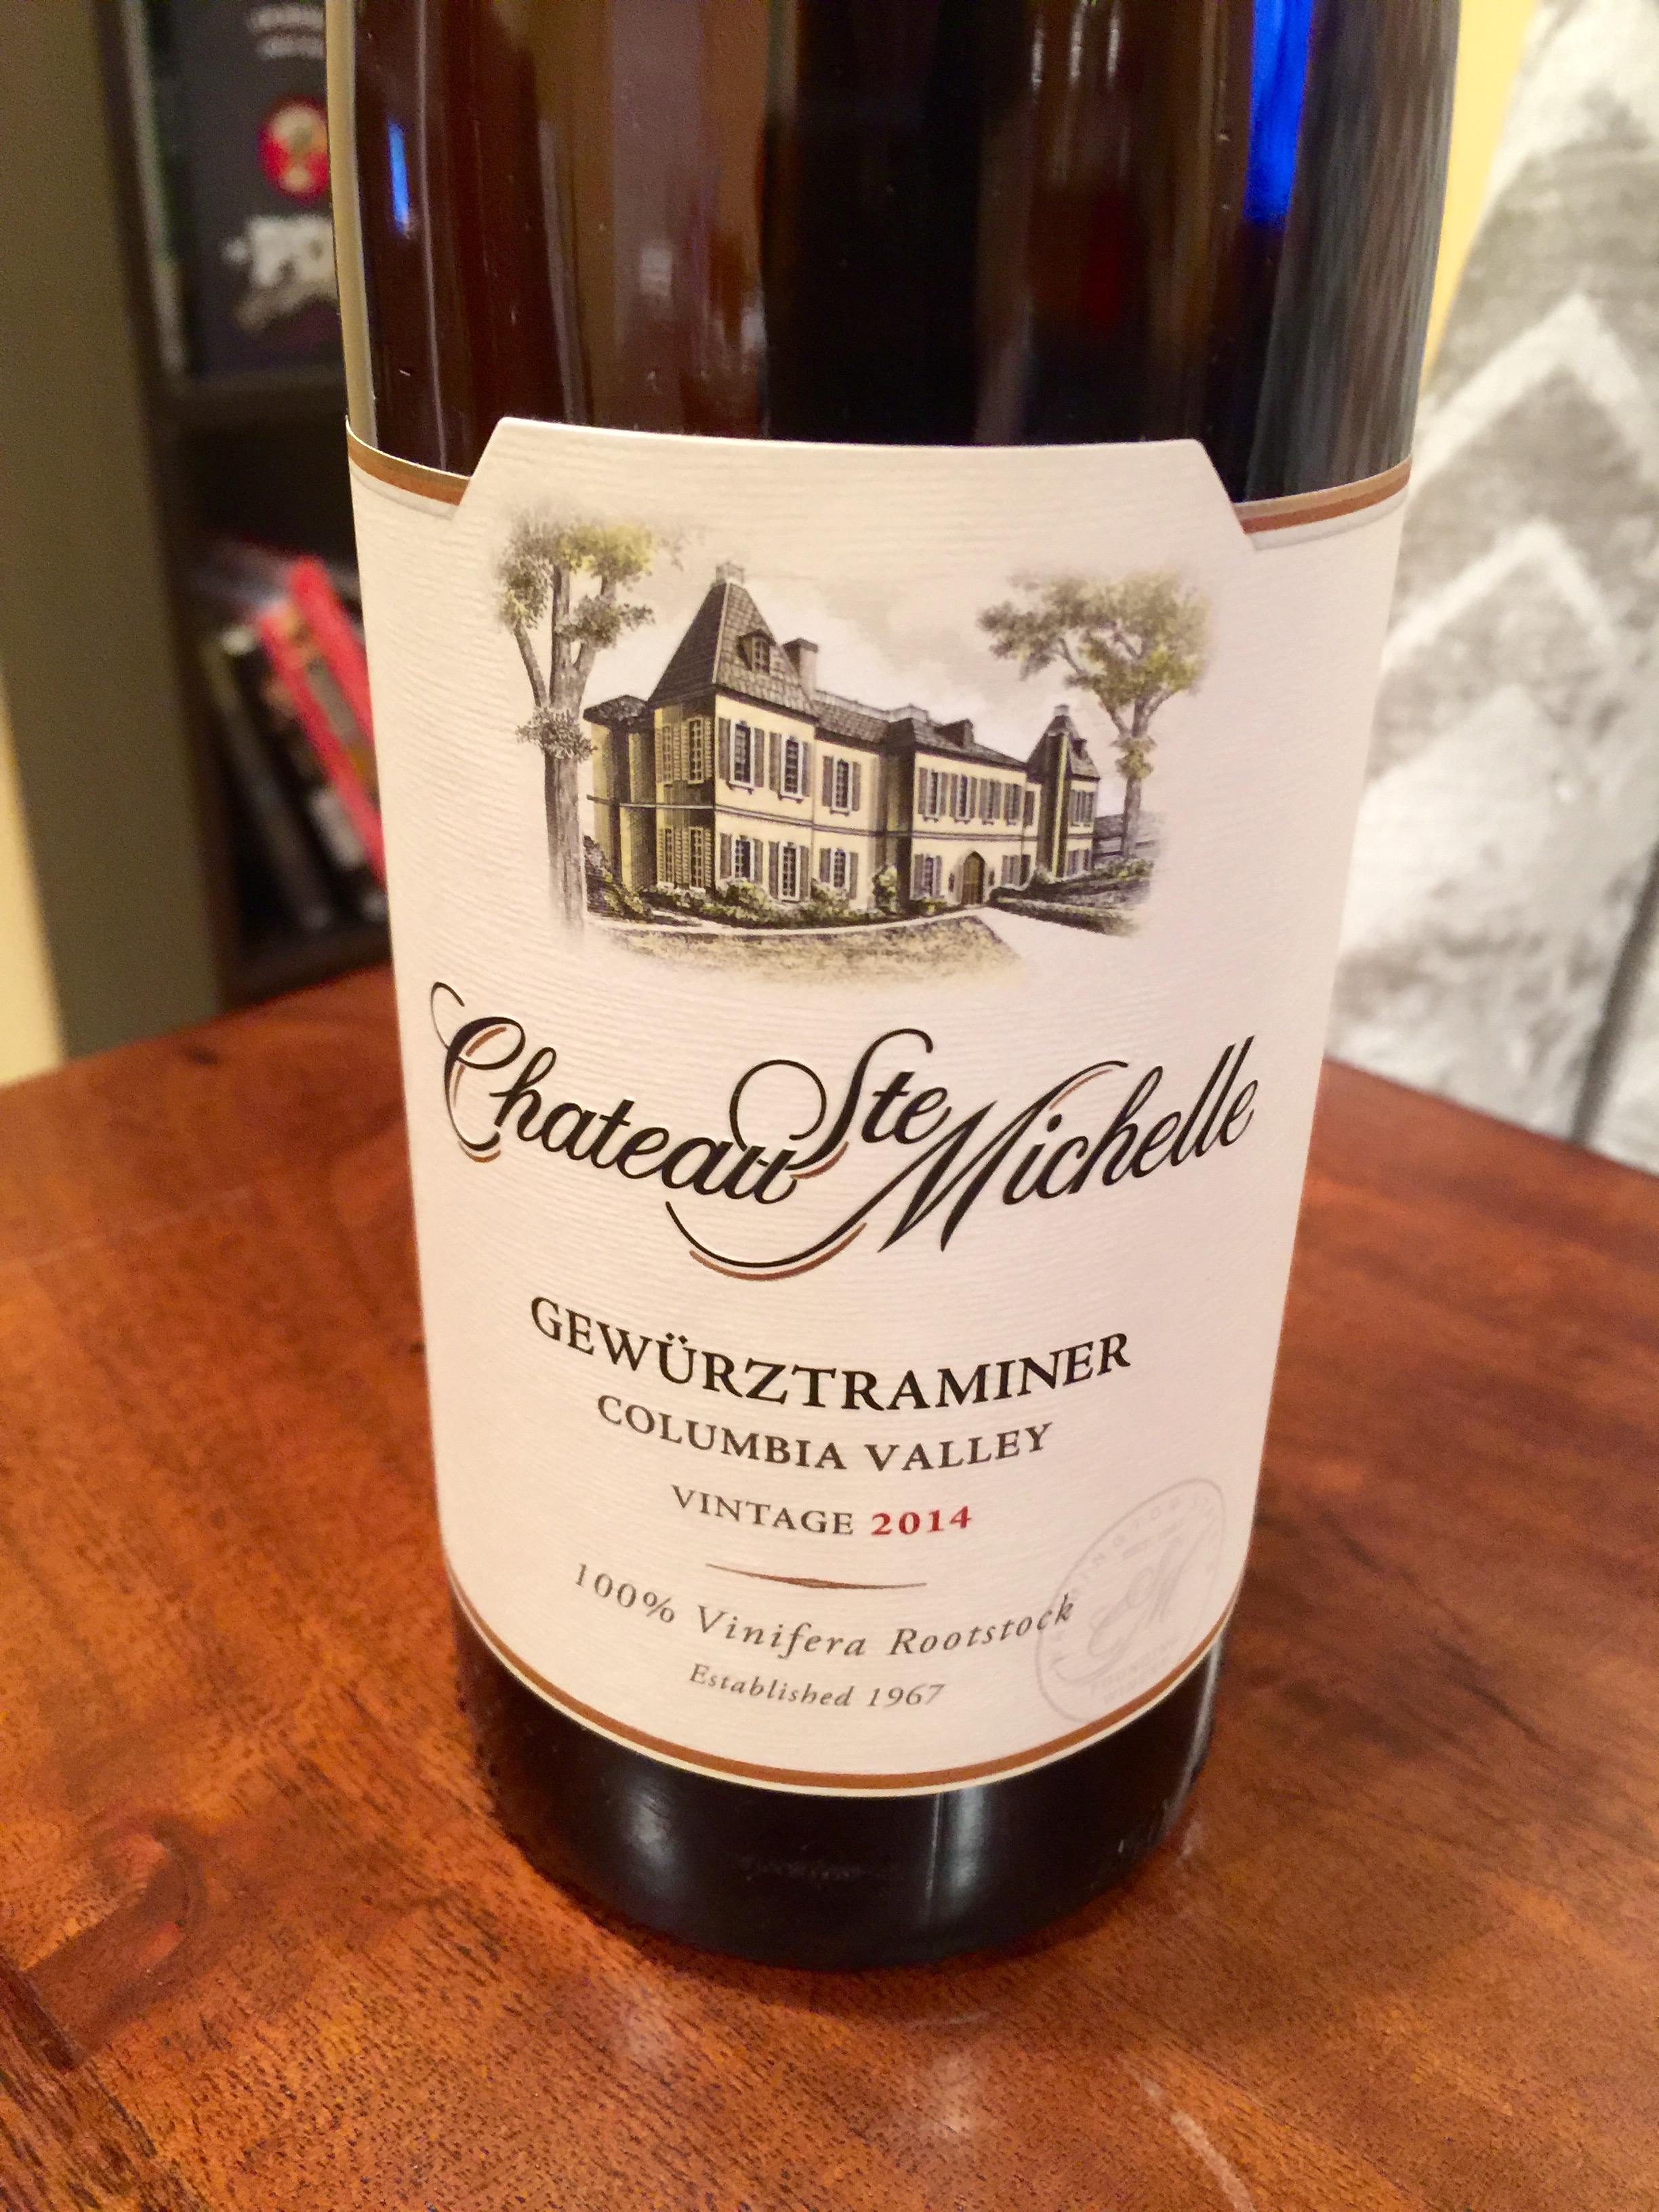 Chateau Ste Michelle
GEWÜRZTRAMINER
COLUMBIA VALLEY
VINTAGE 2014
100% Vinifera Rootstock
Established 1967